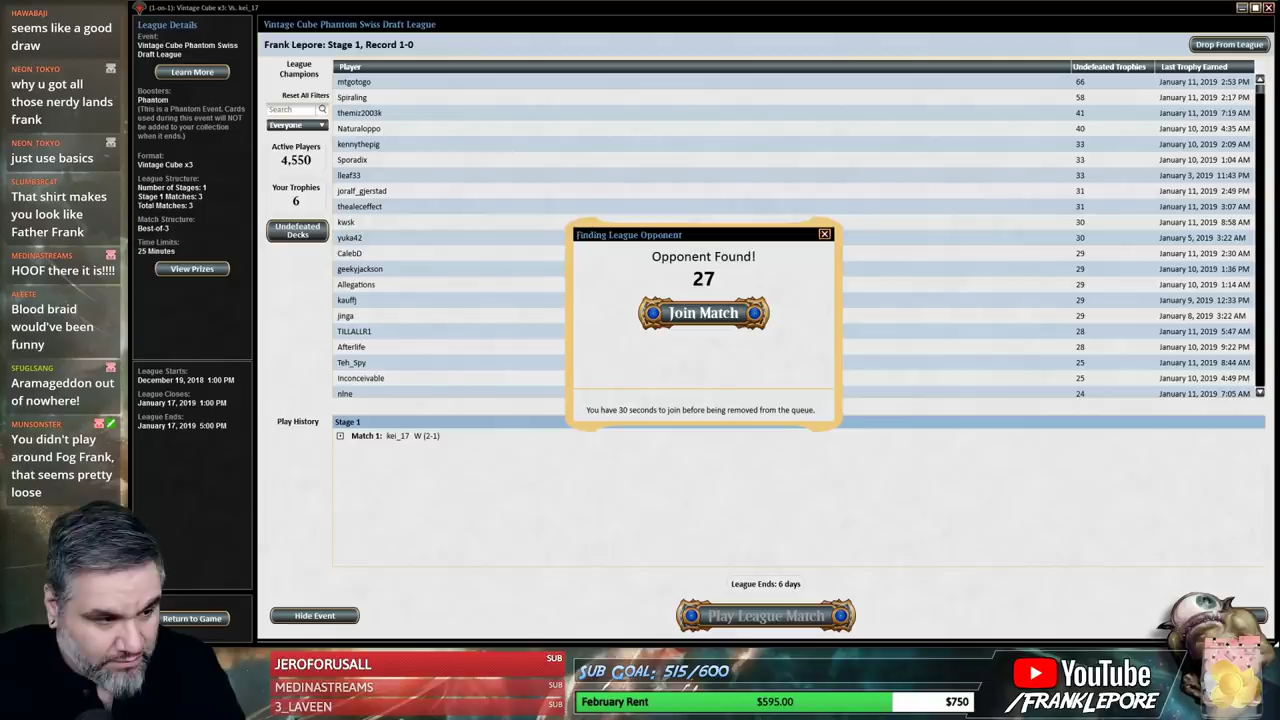 HAWABAJI
seems like a good
draw
NEON TOKYO
why u got all
those nerdy lands
frank
NEON TOKYO
just use basics
SLUMB3RC4T
That shirt makes
you look like
Father Frank
MEDINASTREAMS
HOOF there it is!!!!
ALEETE
Blood braid
would've been
funny
SFUGLSANG
Aramageddon out
of nowhere!
MUNSONSTER
You didn't play
around Fog Frank,
that seems pretty
loose
(1-on-1): Vintage Cube x3: Vs. kei_17
League Details
Event:
Vintage Cube Phantom Swiss
Draft League
Learn More
Boosters:
Phantom
(This is a Phantom Event. Cards
used during this event will NOT
be added to your collection
when it ends.)
Format:
Vintage Cube x3
League Structure:
Number of Stages: 1
Stage 1 Matches: 3
Total Matches: 3
Match Structure:
Best-of-3
Time Limits:
25 Minutes
View Prizes
League Starts:
December 19, 2018 1:00 PM
League Closes:
January 17, 2019 1:00 PM
League Ends:
January 17, 2019 5:00 PM
Return to Game
Vintage Cube Phantom Swiss Draft League
Frank Lepore: Stage 1, Record 1-0
Drop From League
League
Champions
Reset All Filters
Search
Everyone
Active Players
4,550
Your Trophies
6
Undefeated
Decks
Player Undefeated Trophies Last Trophy Earned
mtgotogo 66 January 11, 2019 2:53 PM
Spiraling 58 January 11, 2019 2:17 PM
themiz2003k 41 January 11, 2019 7:19 AM
Naturaloppo 40 January 10, 2019 4:35 AM
kennythepig 33 January 10, 2019 2:09 AM
Sporadix 33 January 10, 2019 1:04 AM
lleaf33 33 January 3, 2019 11:43 PM
joralf_gjerstad 31 January 11, 2019 2:49 PM
thealeceffect 31 January 11, 2019 3:07 AM
kwsk 30 January 11, 2019 8:58 AM
yuka42 30 January 5, 2019 3:22 AM
CalebD 29 January 11, 2019 2:30 AM
geekyjackson 29 January 10, 2019 1:36 PM
Allegations 29 January 10, 2019 1:14 AM
kauffj 29 January 9, 2019 12:33 PM
jinga 29 January 8, 2019 3:22 AM
TILLALLR1 28 January 11, 2019 5:47 AM
Afterlife 28 January 10, 2019 9:22 PM
Teh_Spy 25 January 11, 2019 8:44 AM
Inconceivable 25 January 10, 2019 4:49 PM
nlne 24 January 11, 2019 7:05 AM
Finding League Opponent
Opponent Found!
27
Join Match
You have 30 seconds to join before being removed from the queue.
Play History
Stage 1
Match 1: kei_17 W (2-1)
League Ends: 6 days
Hide Event
Play League Match
JEROFORUSALL SUB
MEDINASTREAMS SUB
3_LAVEEN SUB
SUB GOAL: 515/600
February Rent $595.00 $750
YouTube
/FRANKLEPORE